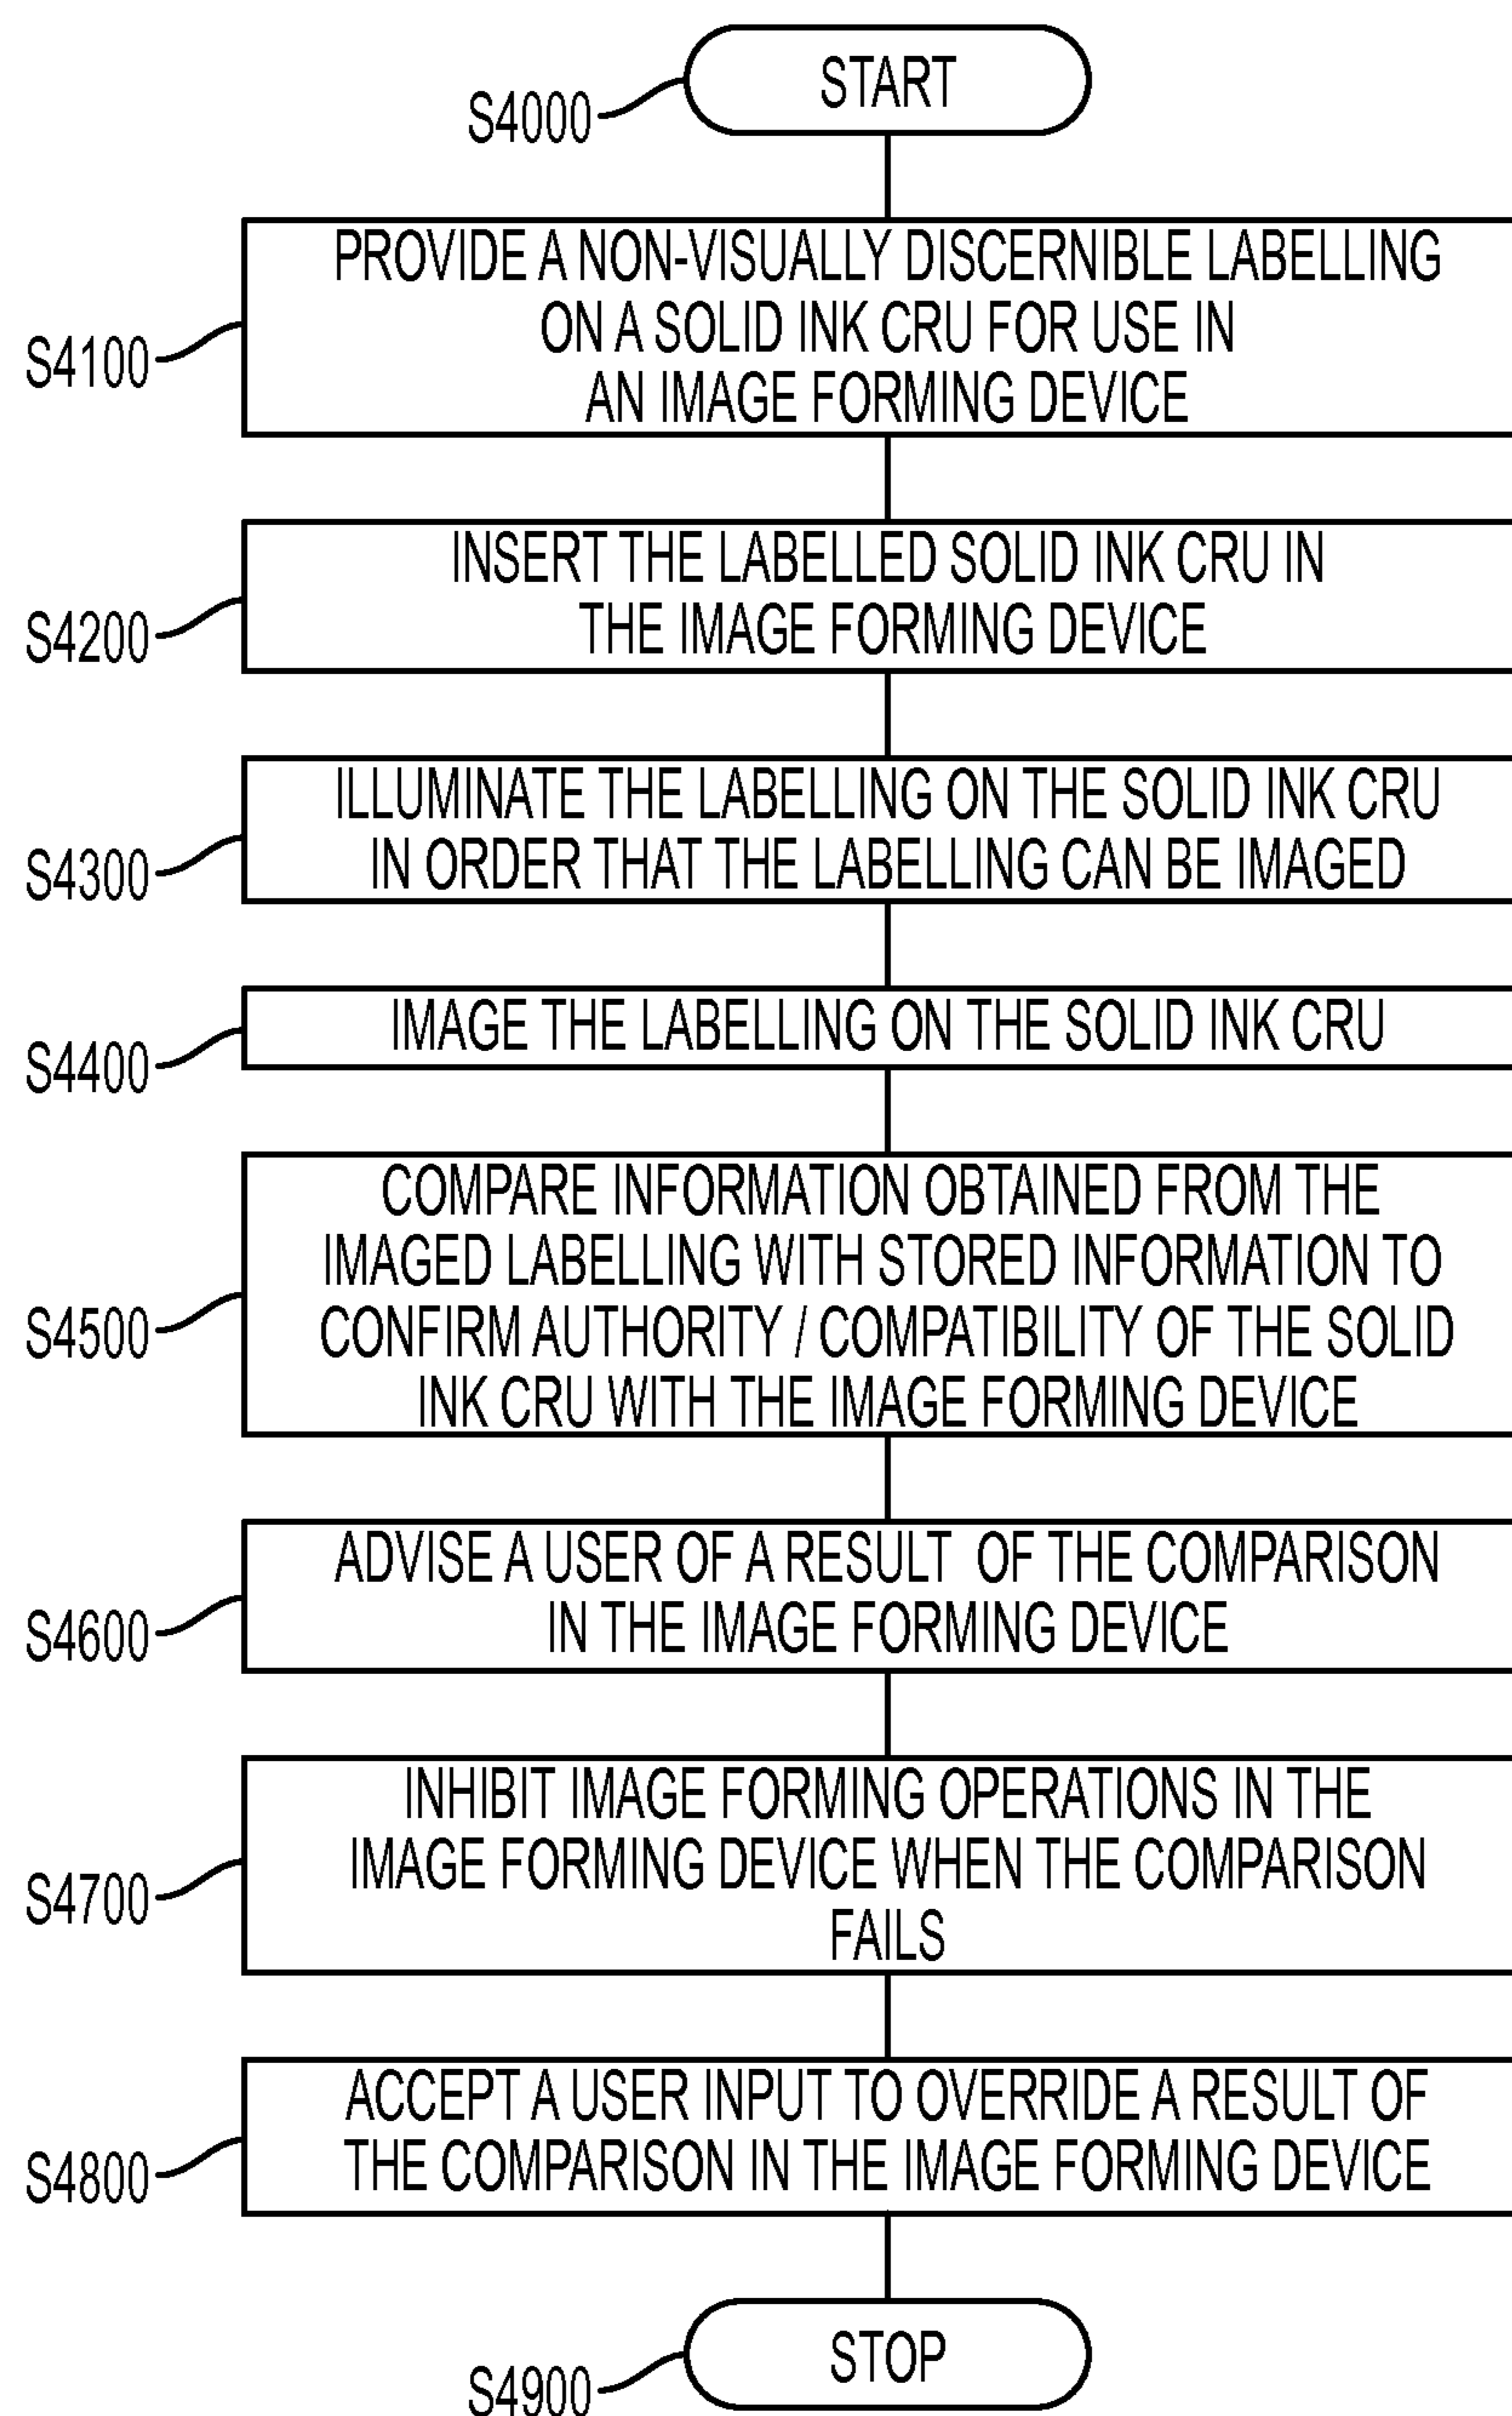 START
S4000
PROVIDE A NON-VISUALLY DISCERNIBLE LABELLING
ON A SOLID INK CRU FOR USE IN
AN IMAGE FORMING DEVICE
S4100
INSERT THE LABELLED SOLID INK CRU IN
THE IMAGE FORMING DEVICE
S4200
ILLUMINATE THE LABELLING ON THE SOLID INK CRU
IN ORDER THAT THE LABELLING CAN BE IMAGED
S4300
IMAGE THE LABELLING ON THE SOLID INK CRU
S4400
COMPARE INFORMATION OBTAINED FROM THE
IMAGED LABELLING WITH STORED INFORMATION TO
CONFIRM AUTHORITY / COMPATIBILITY OF THE SOLID
INK CRU WITH THE IMAGE FORMING DEVICE
S4500
ADVISE A USER OF A RESULT OF THE COMPARISON
IN THE IMAGE FORMING DEVICE
S4600
INHIBIT IMAGE FORMING OPERATIONS IN THE
IMAGE FORMING DEVICE WHEN THE COMPARISON
FAILS
S4700
ACCEPT A USER INPUT TO OVERRIDE A RESULT OF
THE COMPARISON IN THE IMAGE FORMING DEVICE
S4800
STOP
S4900